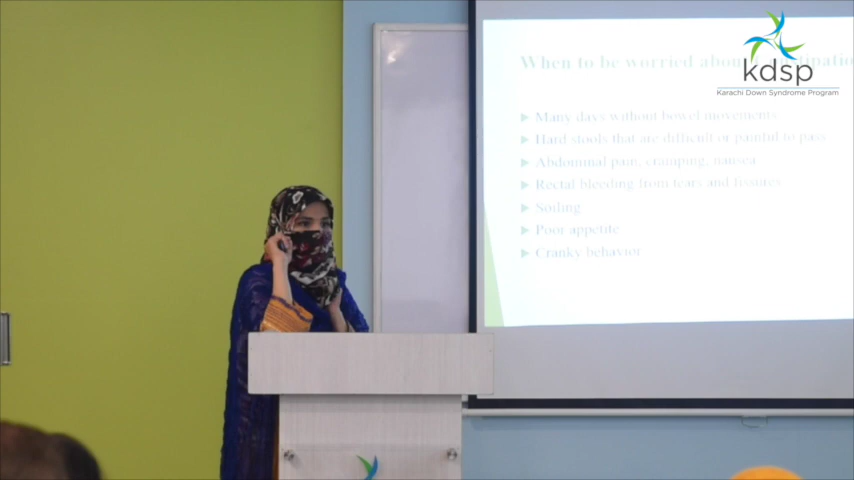 When to be worried about
kdsp
Karachi Down Syndrome Program
Many days without bowel movements
Hard stools that are difficult or painful to pass
Abdominal pain, cramping, nausea
Rectal bleeding from tears and fissures
Soiling
Poor appetite
Cranky behavior